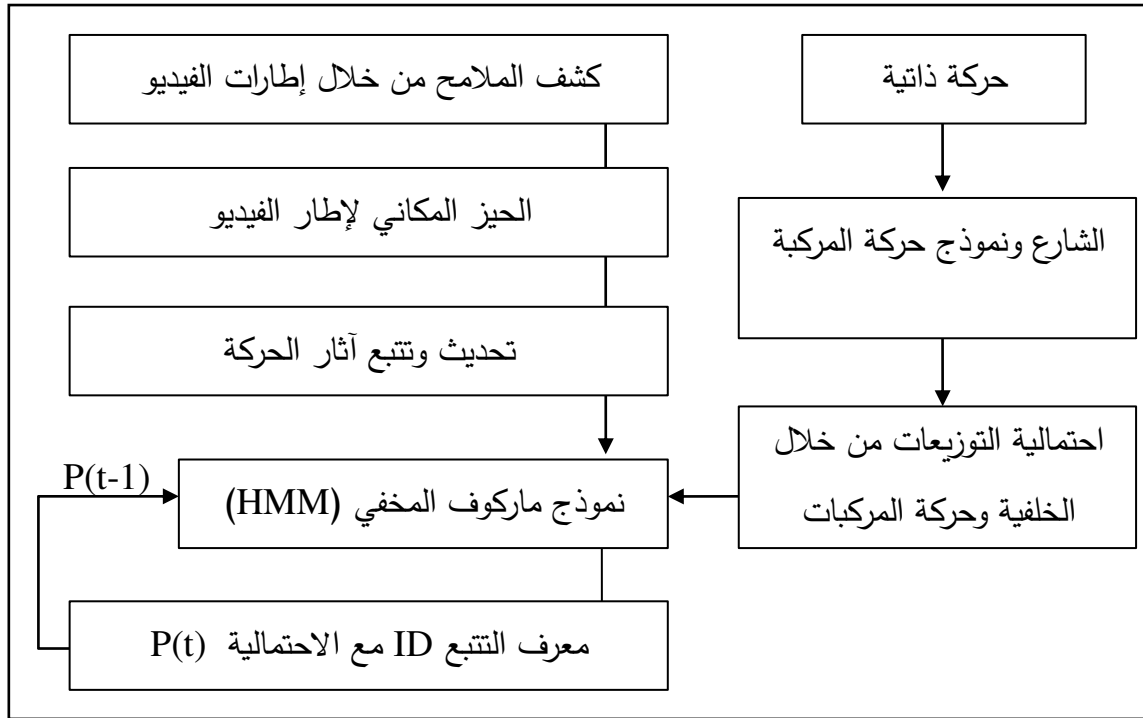 كشف الملامح من خلال إطارات الفيديو
حركة ذاتية
الحيز المكاني لإطار الفيديو
الشارع ونموذج حركة المركبة
تحديث وتتبع آثار الحركة
احتمالية التوزيعات من خلال
الخلفية وحركة المركبات
P(t-1)
نموذج ماركوف المخفي (HMM)
معرف التتبع ID مع الاحتمالية P(t)